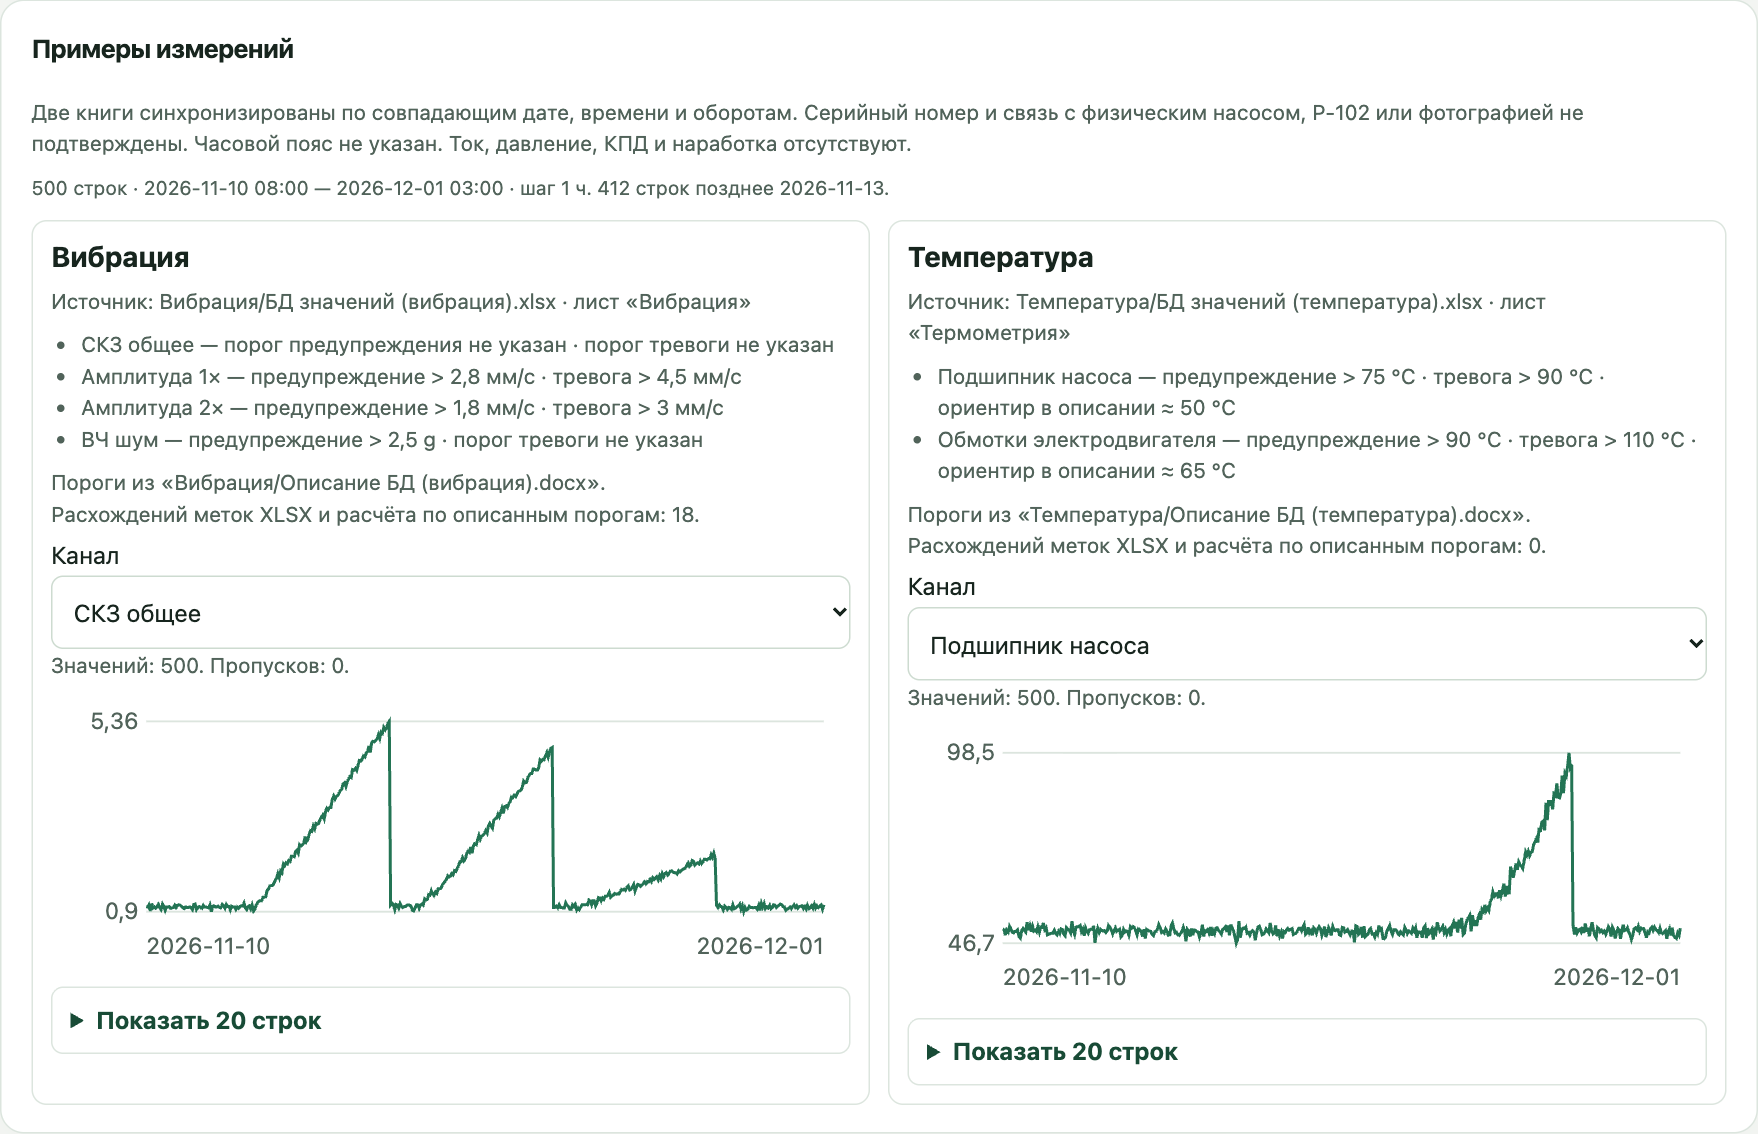 Примеры измерений
Две книги синхронизированы по совпадающим дате, времени и оборотам. Серийный номер и связь с физическим насосом, P-102 или фотографией не
подтверждены. Часовой пояс не указан. Ток, давление, КПД и наработка отсутствуют.
500 строк · 2026-11-10 08:00 — 2026-12-01 03:00 · шаг 1 ч. 412 строк позднее 2026-11-13.
Вибрация
Источник: Вибрация/БД значений (вибрация).xlsx · лист «Вибрация»
• СКЗ общее — порог предупреждения не указан · порог тревоги не указан
• Амплитуда 1× — предупреждение > 2,8 мм/с · тревога > 4,5 мм/с
• Амплитуда 2× — предупреждение > 1,8 мм/с · тревога > 3 мм/с
• ВЧ шум — предупреждение > 2,5 g · порог тревоги не указан
Пороги из «Вибрация/Описание БД (вибрация).docx».
Расхождений меток XLSX и расчёта по описанным порогам: 18.
Канал
СКЗ общее
Значений: 500. Пропусков: 0.
5,36
0,9
2026-11-10
2026-12-01
Показать 20 строк
Температура
Источник: Температура/БД значений (температура).xlsx · лист
«Термометрия»
• Подшипник насоса — предупреждение > 75 °C · тревога > 90 °C ·
ориентир в описании ≈ 50 °C
• Обмотки электродвигателя — предупреждение > 90 °C · тревога > 110 °C ·
ориентир в описании ≈ 65 °C
Пороги из «Температура/Описание БД (температура).docx».
Расхождений меток XLSX и расчёта по описанным порогам: 0.
Канал
Подшипник насоса
Значений: 500. Пропусков: 0.
98,5
46,7
2026-11-10
2026-12-01
Показать 20 строк